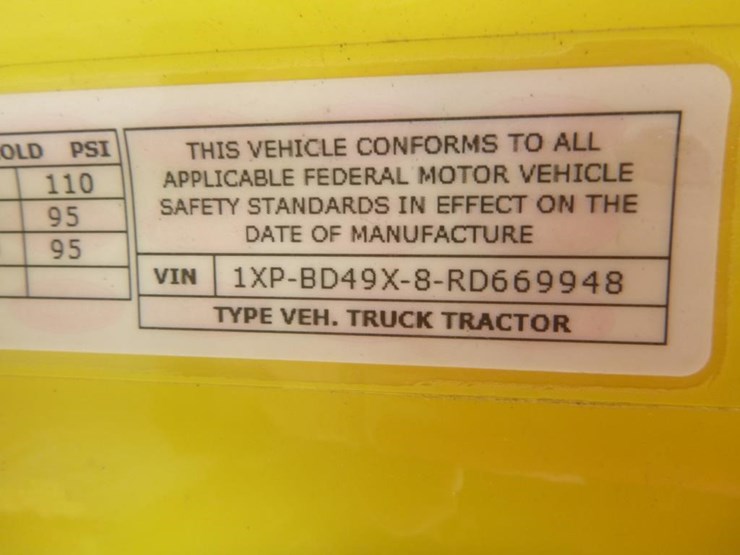 OLD PSI
110
95
95
THIS VEHICLE CONFORMS TO ALL
APPLICABLE FEDERAL MOTOR VEHICLE
SAFETY STANDARDS IN EFFECT ON THE
DATE OF MANUFACTURE
VIN 1XP-BD49X-8-RD669948
TYPE VEH. TRUCK TRACTOR